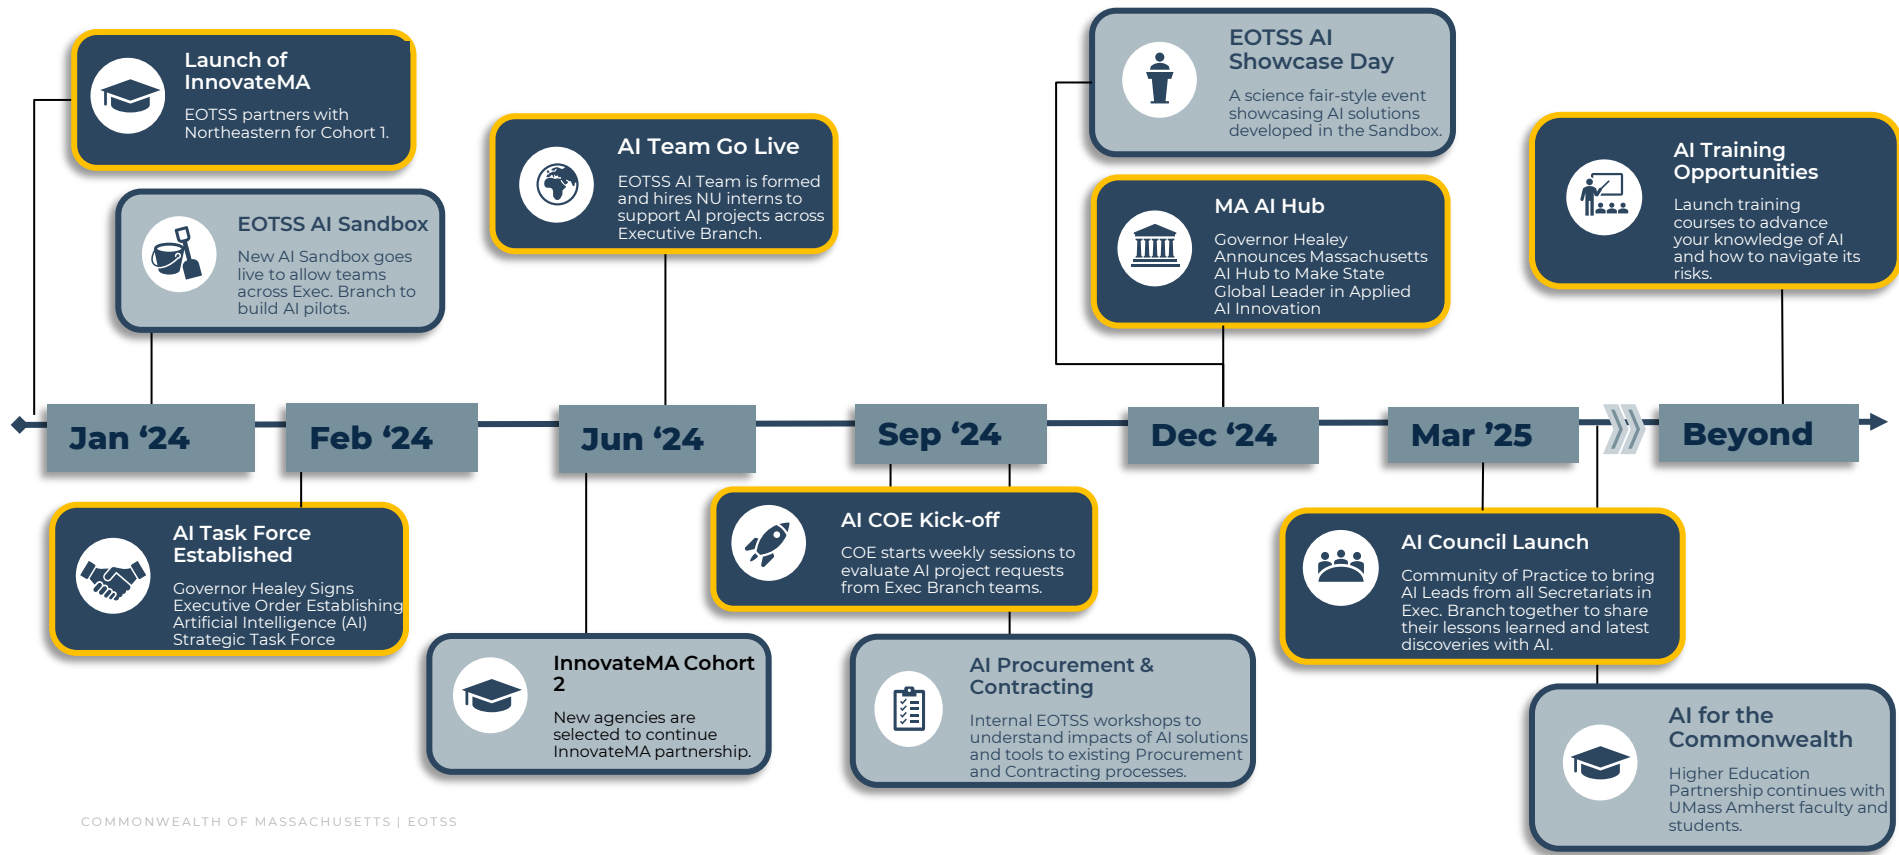 Launch of
InnovateMA
EOTSS partners with
Northeastern for Cohort 1.
EOTSS AI Sandbox
New AI Sandbox goes
live to allow teams
across Exec. Branch to
build AI pilots.
AI Team Go Live
EOTSS AI Team is formed
and hires NU interns to
support AI projects across
Executive Branch.
EOTSS AI
Showcase Day
A science fair-style event
showcasing AI solutions
developed in the Sandbox.
MA AI Hub
Governor Healey
Announces Massachusetts
AI Hub to Make State
Global Leader in Applied
AI Innovation
AI Training
Opportunities
Launch training
courses to advance
your knowledge of AI
and how to navigate its
risks.
Jan ‘24
Feb ‘24
Jun ‘24
Sep ‘24
Dec ‘24
Mar ’25
Beyond
AI Task Force
Established
Governor Healey Signs
Executive Order Establishing
Artificial Intelligence (AI)
Strategic Task Force
InnovateMA Cohort
2
New agencies are
selected to continue
InnovateMA partnership.
AI COE Kick-off
COE starts weekly sessions to
evaluate AI project requests
from Exec Branch teams.
AI Procurement &
Contracting
Internal EOTSS workshops to
understand impacts of AI solutions
and tools to existing Procurement
and Contracting processes.
AI Council Launch
Community of Practice to bring
AI Leads from all Secretariats in
Exec. Branch together to share
their lessons learned and latest
discoveries with AI.
AI for the
Commonwealth
Higher Education
Partnership continues with
UMass Amherst faculty and
students.
COMMONWEALTH OF MASSACHUSETTS | EOTSS